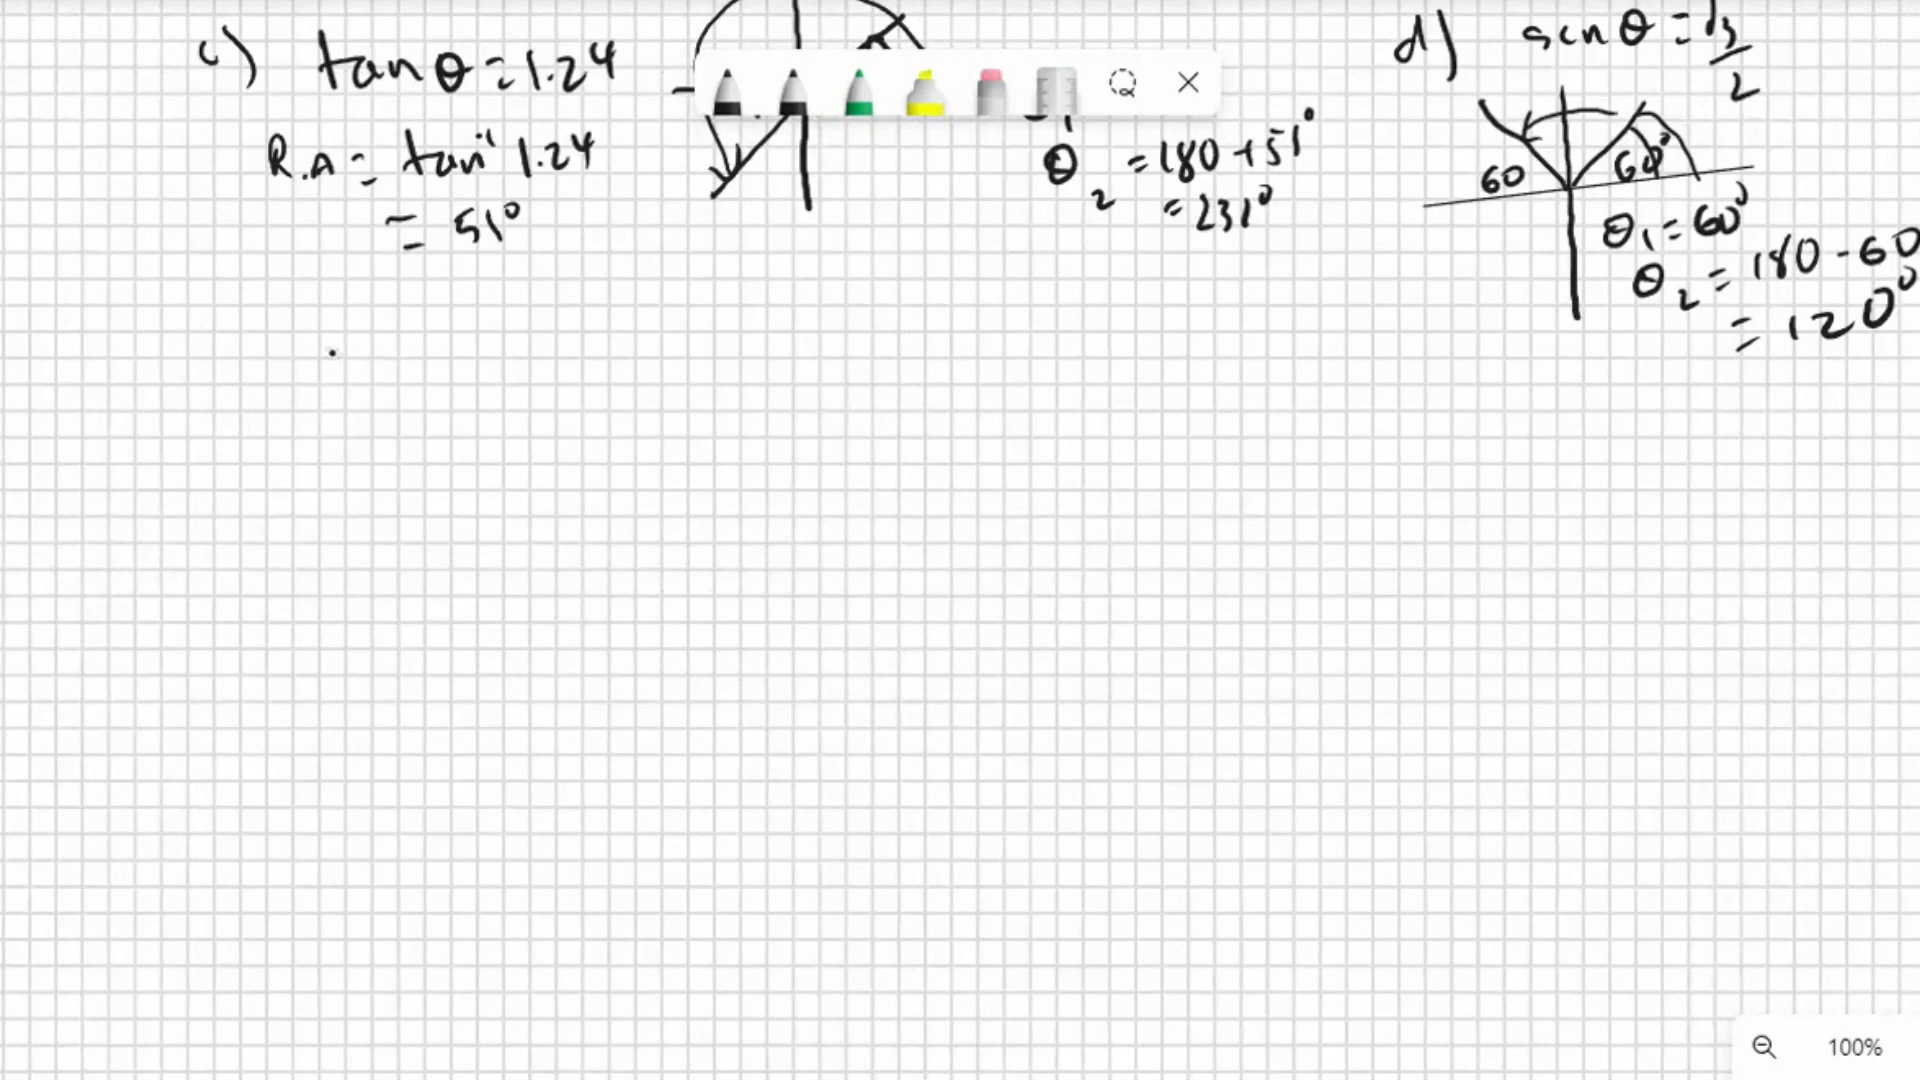 c) tan θ = 1.24
R.A = tan⁻¹ 1.24
= 51°
θ₂ = 180 + 51°
= 231°
d) sin θ = √3/2
60 60°
θ₁ = 60°
θ₂ = 180 - 60
= 120°
100%